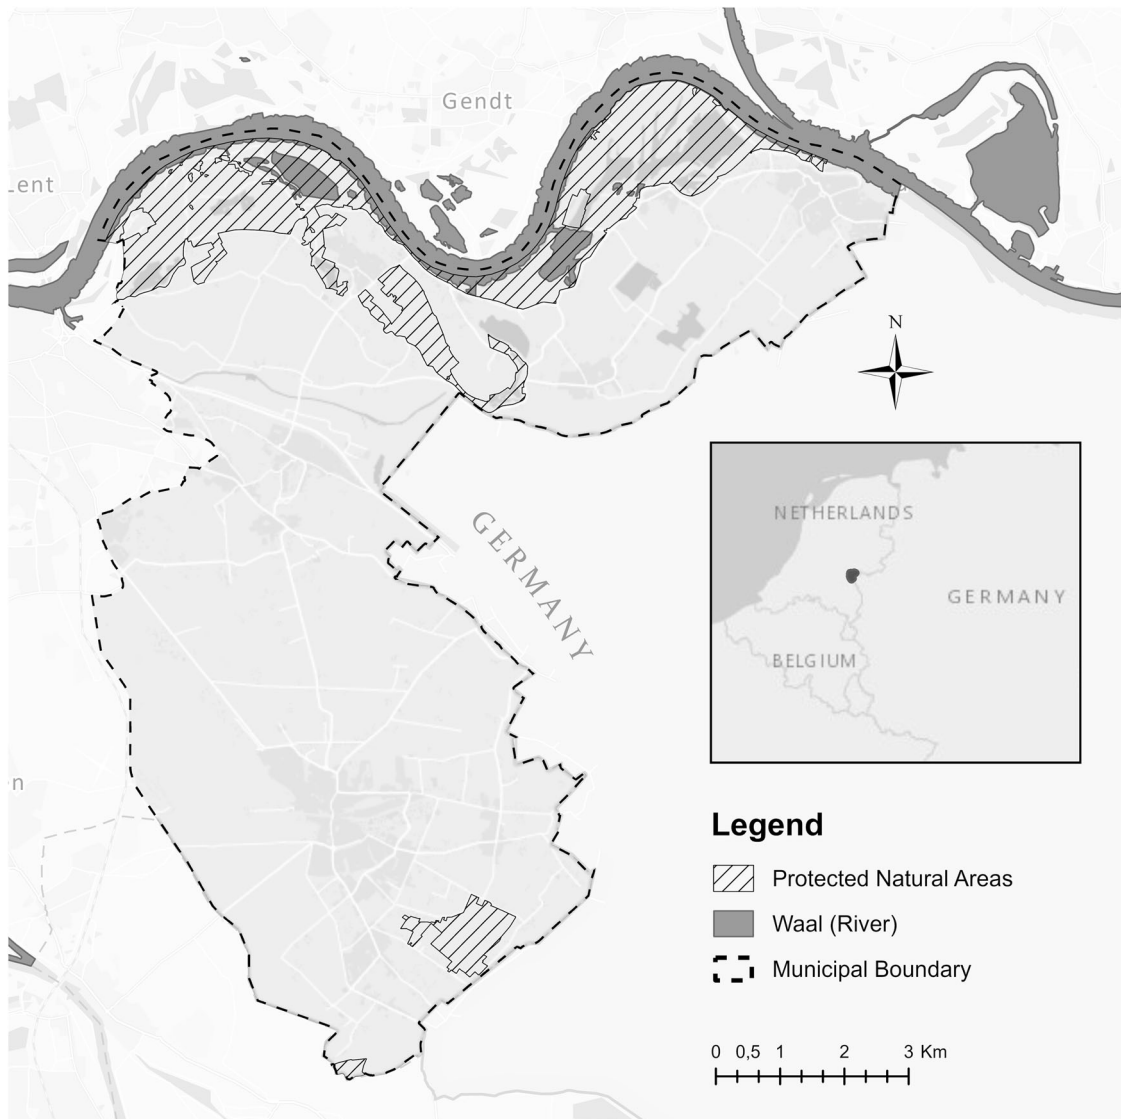 Gendt
Lent
N
GERMANY
NETHERLANDS
GERMANY
BELGIUM
en
Legend
Protected Natural Areas
Waal (River)
Municipal Boundary
0 0,5 1 2 3 Km